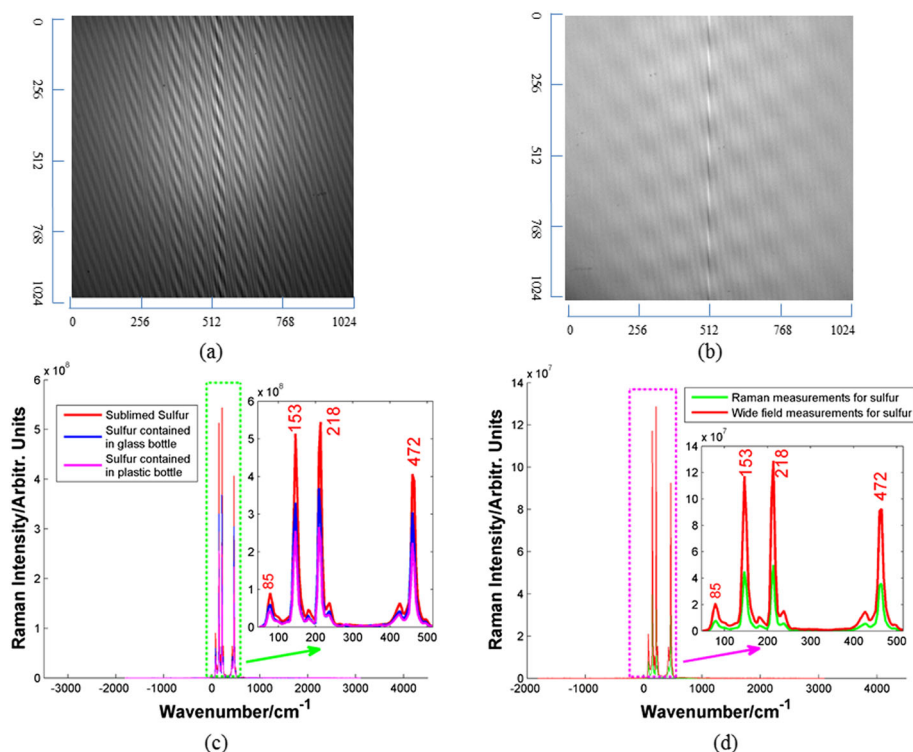 0
256
512
768
1024
0 256 512 768 1024
(a)
0
256
512
768
1024
0 256 512 768 1024
(b)
x 10^8
6
5
4
3
2
1
0
Raman Intensity/Arbitr. Units
Sublimed Sulfur
Sulfur contained
in glass bottle
Sulfur contained
in plastic bottle
x 10^8
6
5
4
3
2
1
0
85
153
218
472
100 200 300 400 500
-3000 -2000 -1000 0 1000 2000 3000 4000
Wavenumber/cm-1
(c)
x 10^7
14
12
10
8
6
4
2
0
Raman Intensity/Arbitr. Units
Raman measurements for sulfur
Wide field measurements for sulfur
x 10^7
14
12
10
8
6
4
2
0
85
153
218
472
100 200 300 400 500
-2000 -1000 0 1000 2000 3000 4000
Wavenumber/cm-1
(d)